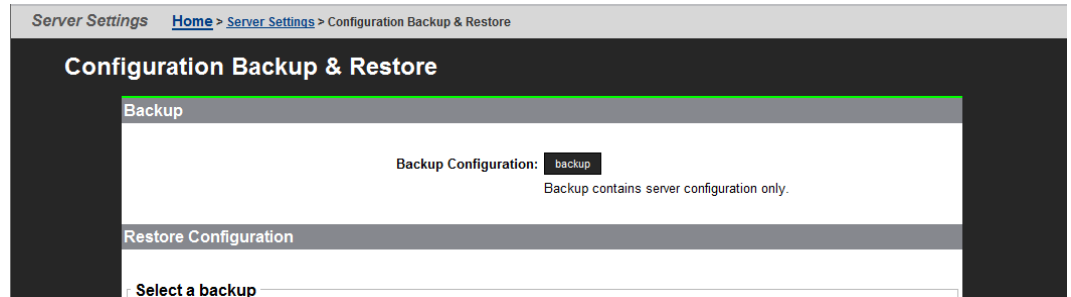 Server Settings Home > Server Settings > Configuration Backup & Restore
Configuration Backup & Restore
Backup
Backup Configuration: backup
Backup contains server configuration only.
Restore Configuration
Select a backup